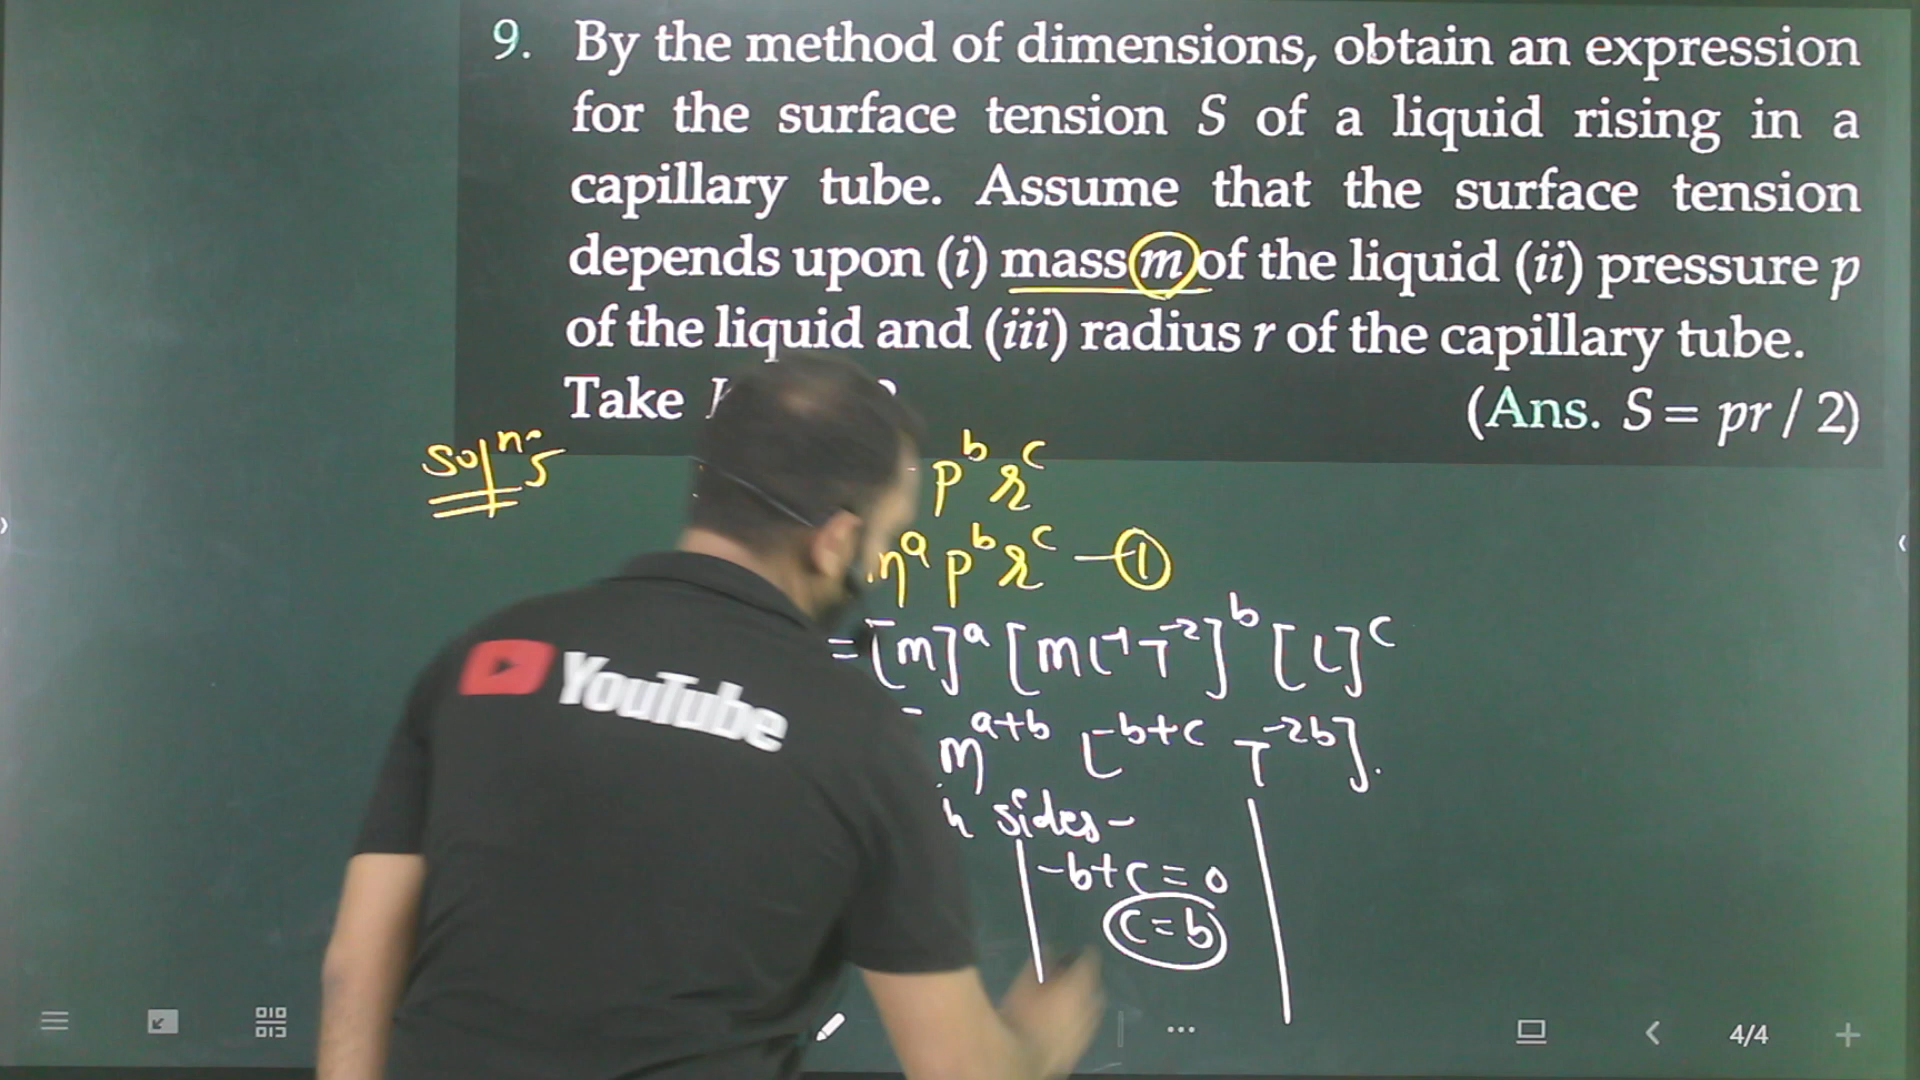 9. By the method of dimensions, obtain an expression
for the surface tension S of a liquid rising in a
capillary tube. Assume that the surface tension
depends upon (i) mass m of the liquid (ii) pressure p
of the liquid and (iii) radius r of the capillary tube.
Take
(Ans. S = pr / 2)
Solⁿ:
p^b r^c
m^a p^b r^c — ①
= [M]^a [ML^-1 T^-2]^b [L]^c
M^a+b L^-b+c T^-2b].
sides -
-b+c = 0
c = b
YouTube
4/4